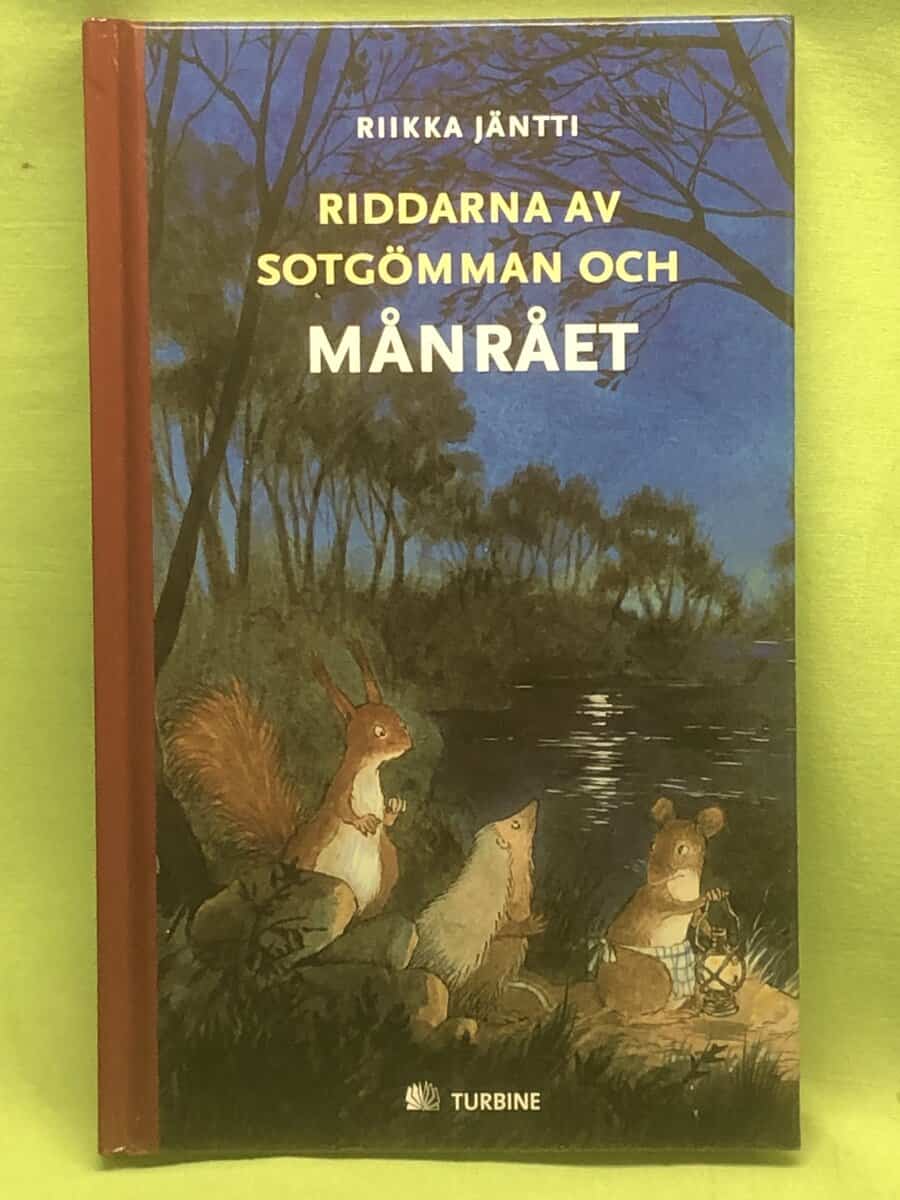 RIIKKA JÄNTTI
RIDDARNA AV
SOTGÖMMAN OCH
MÅNRÅET
TURBINE